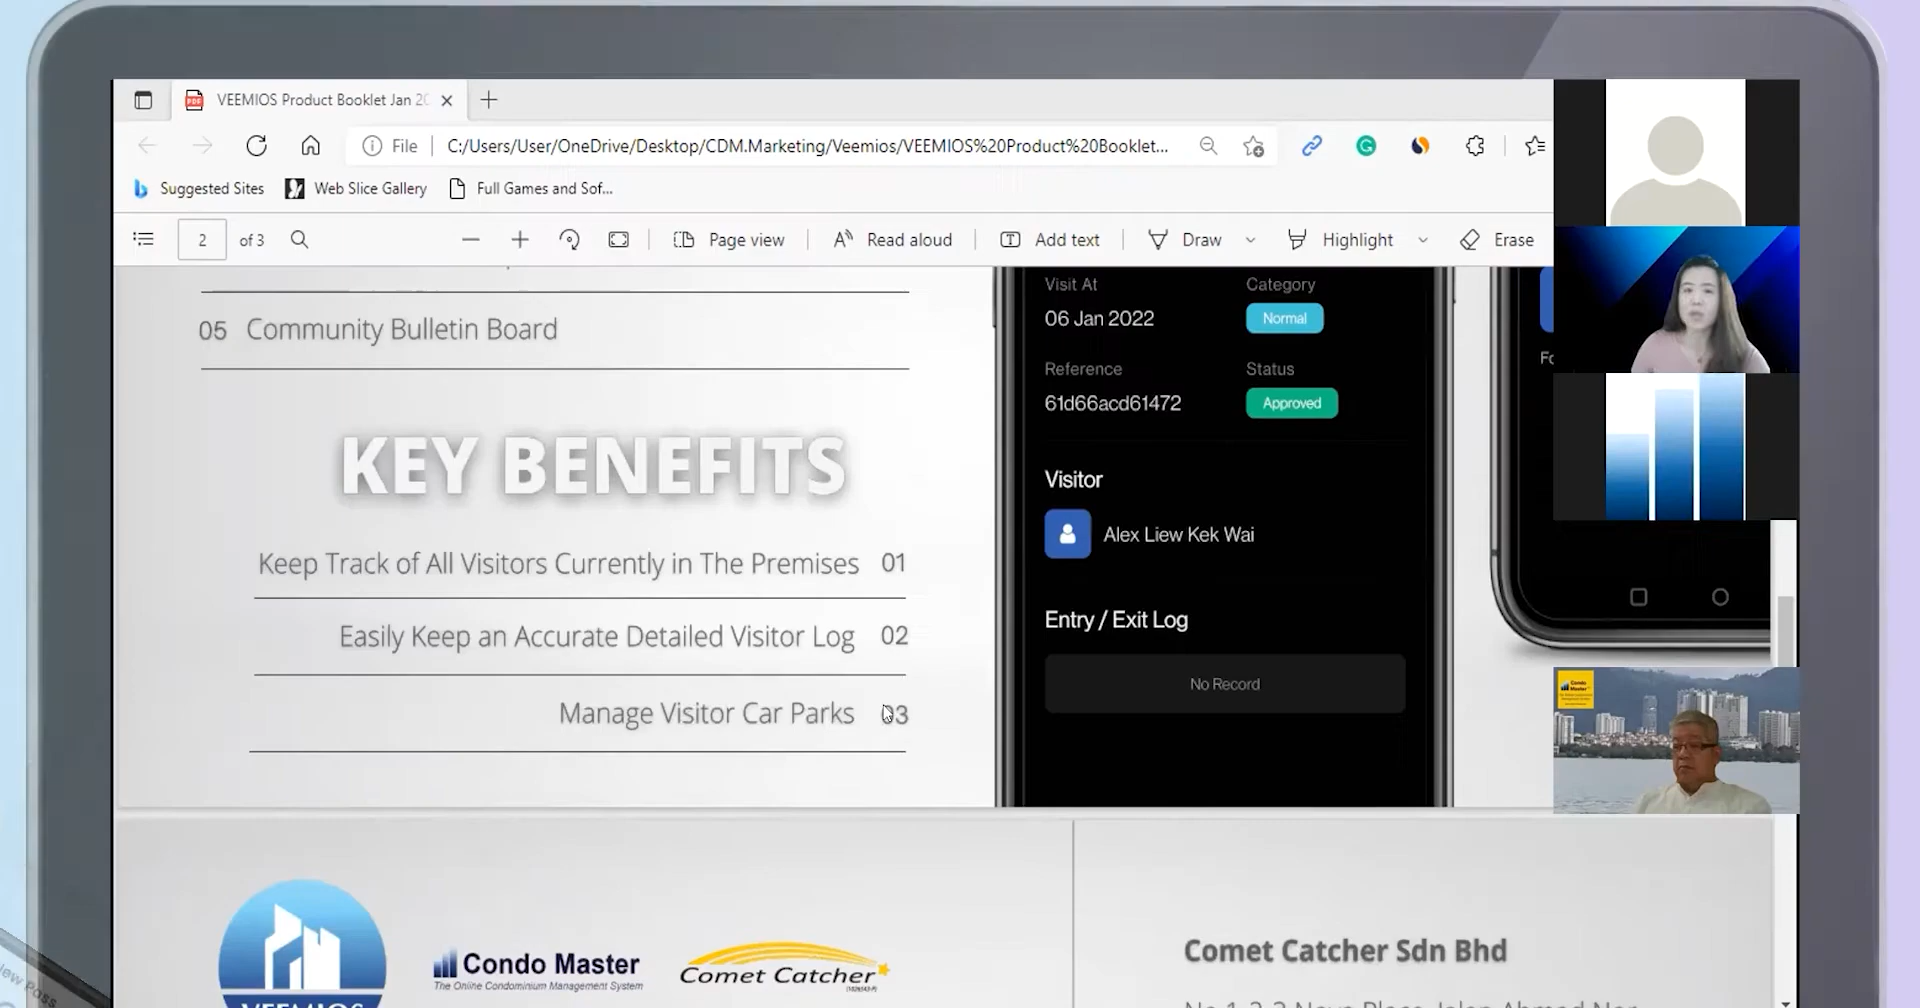 VEEMIOS Product Booklet Jan 20
File
C:/Users/User/OneDrive/Desktop/CDM.Marketing/Veemios/VEEMIOS%20Product%20Booklet...
Suggested Sites
Web Slice Gallery
Full Games and Sof...
2 of 3
Page view
Read aloud
Add text
Draw
Highlight
Erase
05 Community Bulletin Board
KEY BENEFITS
Keep Track of All Visitors Currently in The Premises 01
Easily Keep an Accurate Detailed Visitor Log 02
Manage Visitor Car Parks 03
Visit At Category
06 Jan 2022 Normal
Reference Status
61d66acd61472 Approved
Visitor
Alex Liew Kek Wai
Entry / Exit Log
No Record
Fo
Condo Master
VEEMIOS
Condo Master
The Online Condominium Management System
Comet Catcher
Comet Catcher Sdn Bhd